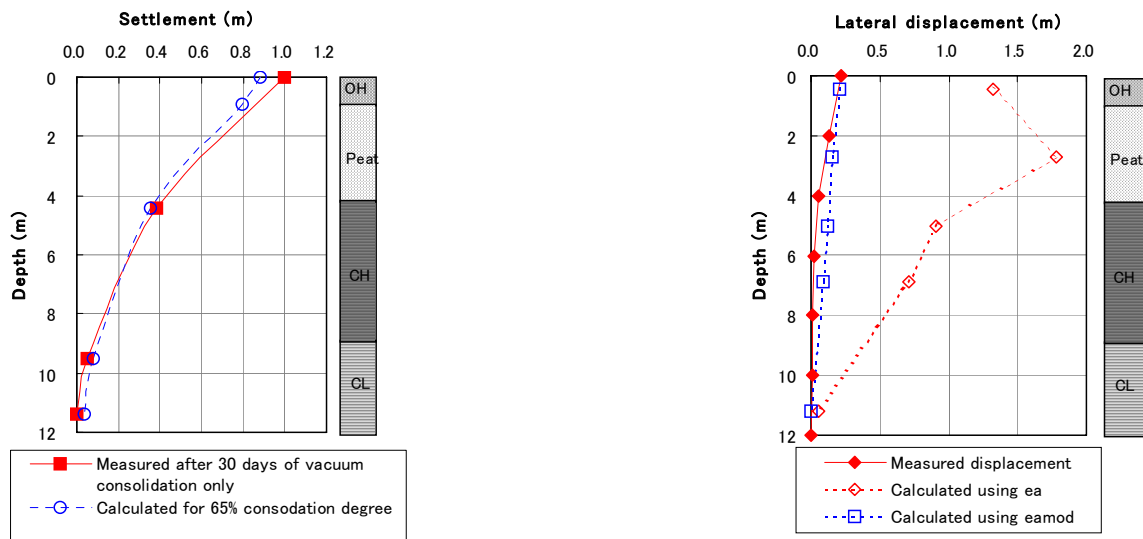 Settlement (m)
0.0 0.2 0.4 0.6 0.8 1.0 1.2
Depth (m)
0
2
4
6
8
10
12
OH
Peat
CH
CL
Measured after 30 days of vacuum
consolidation only
Calculated for 65% consodation degree
Lateral displacement (m)
0.0 0.5 1.0 1.5 2.0
Depth (m)
0
2
4
6
8
10
12
OH
Peat
CH
CL
Measured displacement
Calculated using ea
Calculated using eamod